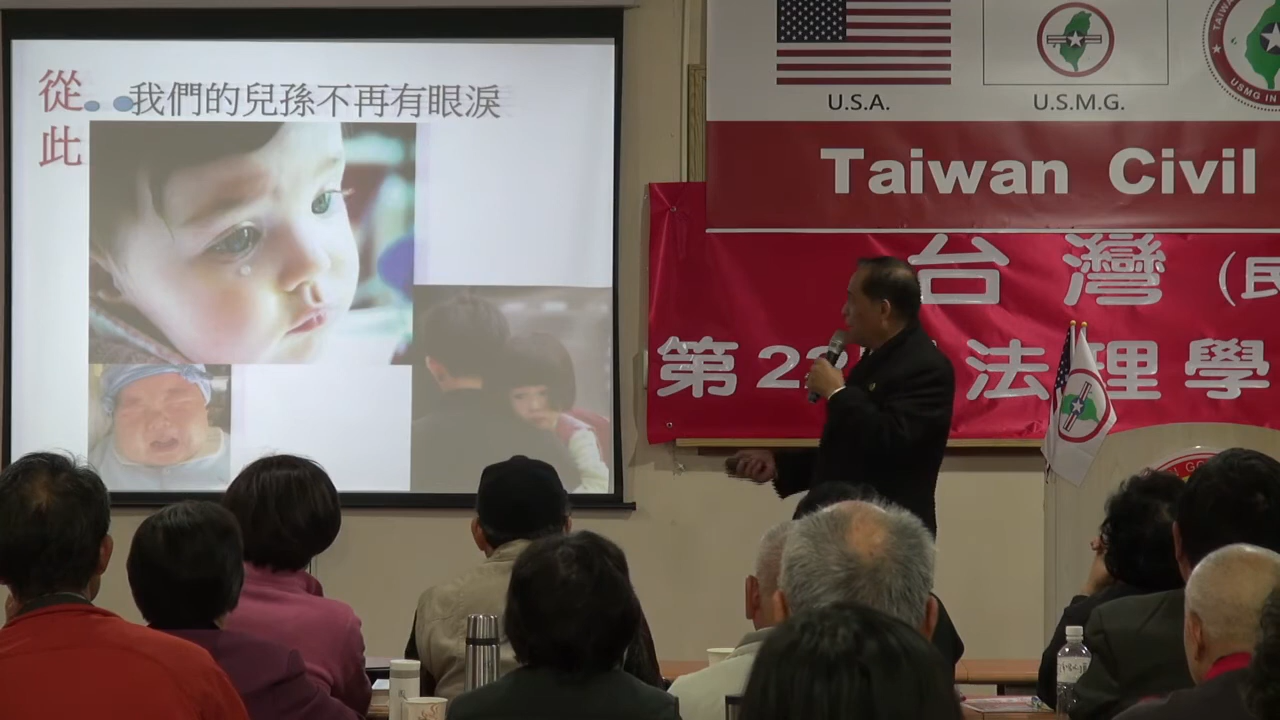 從
此
我們的兒孫不再有眼淚
U.S.A.
U.S.M.G.
Taiwan Civil
台灣（民
第22
法理學